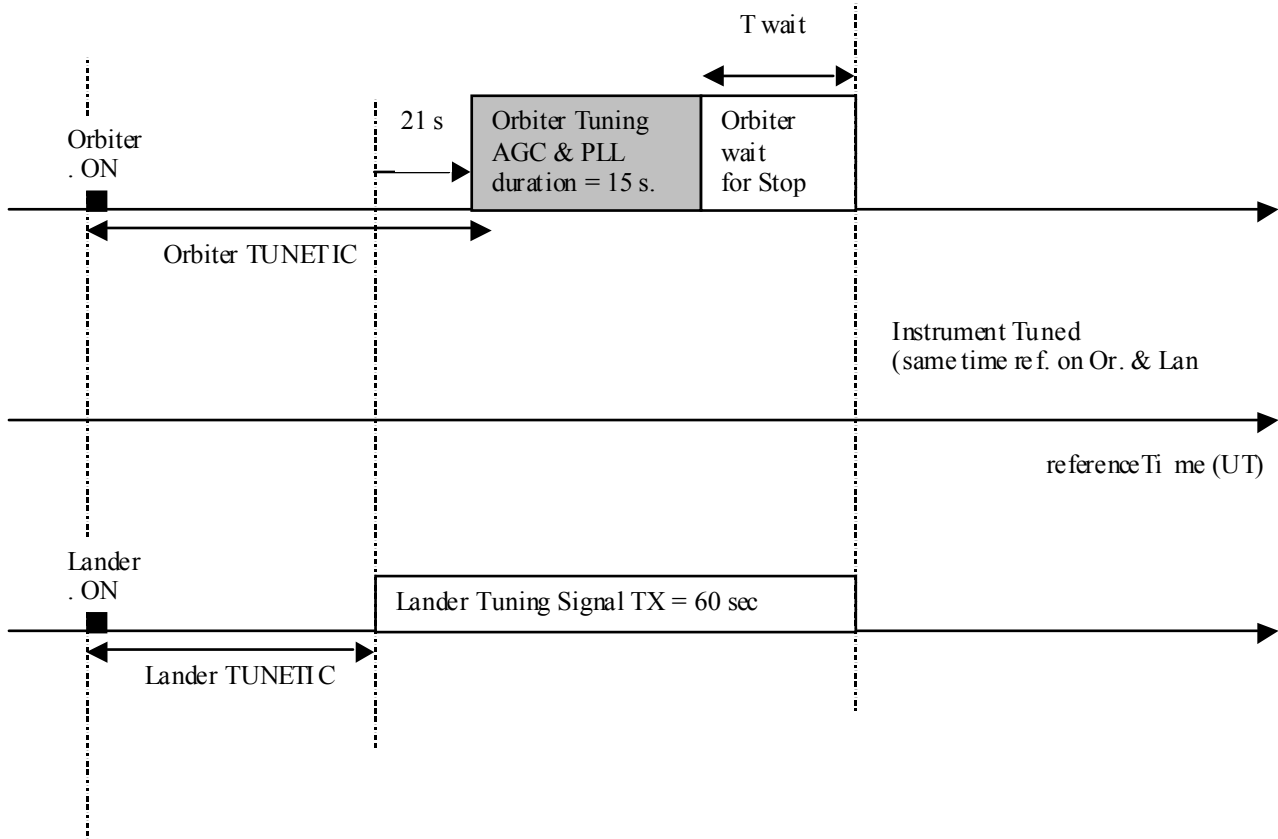 T wait
21 s
Orbiter Tuning
AGC & PLL
duration = 15 s.
Orbiter
wait
for Stop
Orbiter
. ON
Orbiter TUNETIC
Instrument Tuned
(same time ref. on Or. & Lan
referenceTi me (UT)
Lander
. ON
Lander Tuning Signal TX = 60 sec
Lander TUNETIC